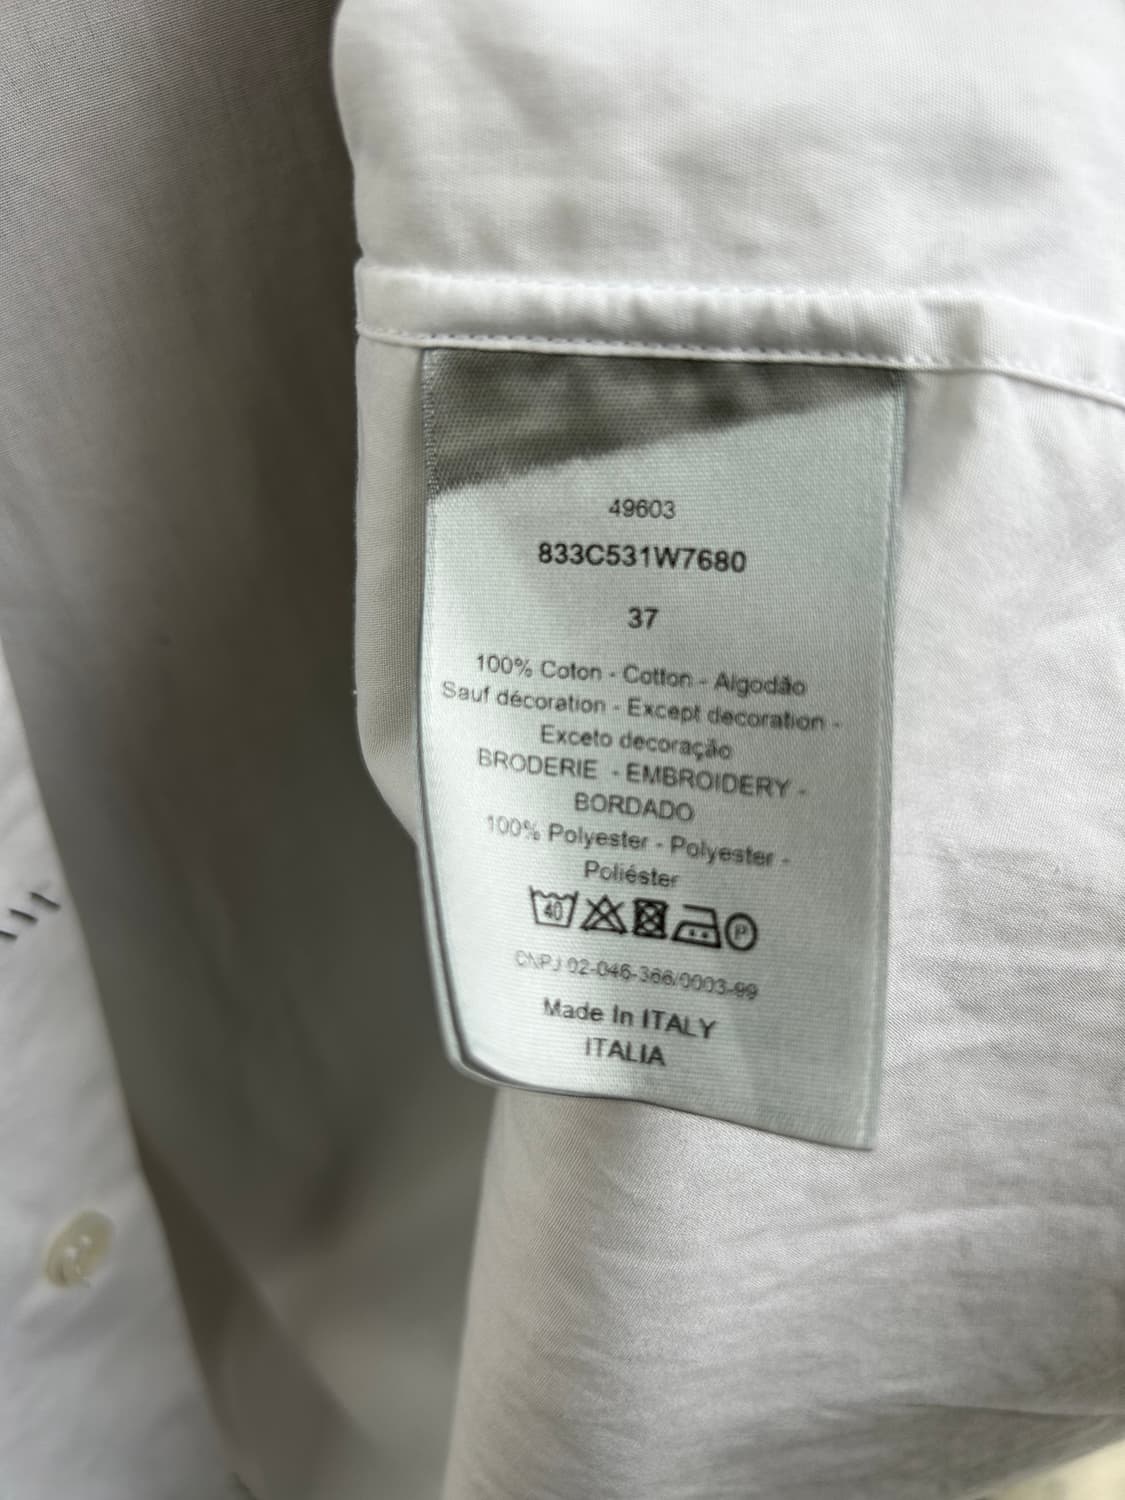 49603
833C531W7680
37
100% Coton - Cotton - Algodão
Sauf décoration - Except decoration -
Exceto decoração
BRODERIE - EMBROIDERY -
BORDADO
100% Polyester - Polyester -
Poliéster
40 P
CNPJ 02-046-366/0003-99
Made In ITALY
ITALIA